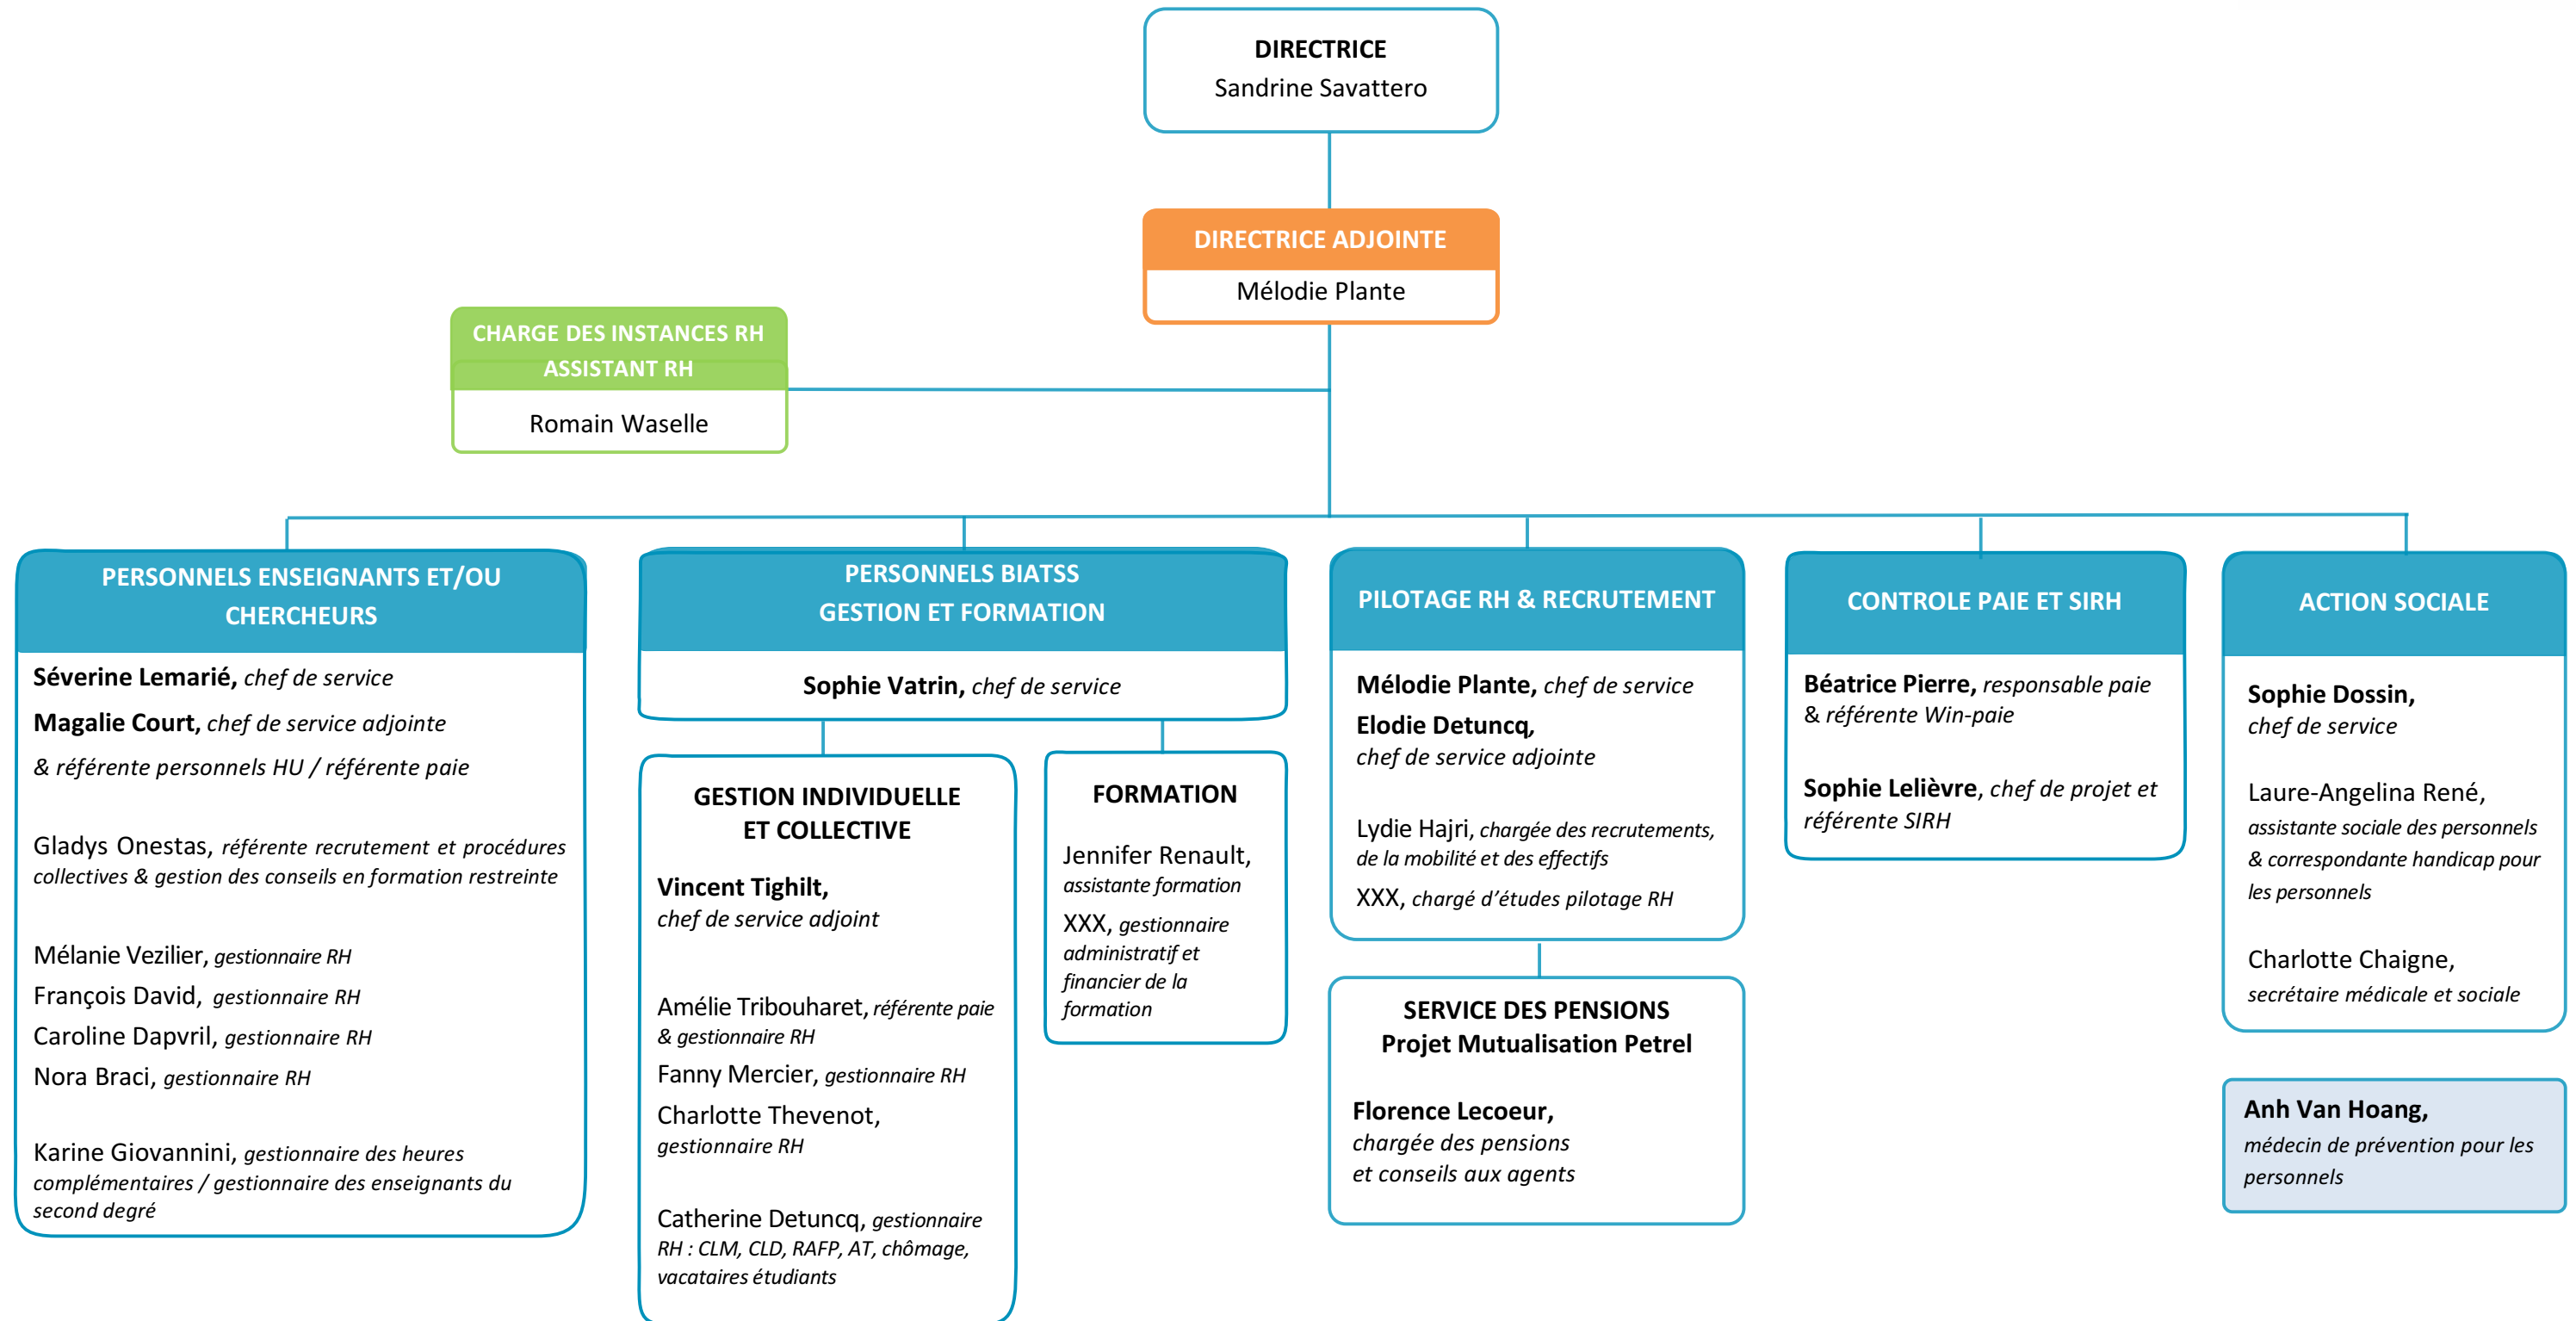 DIRECTRICE
Sandrine Savattero
DIRECTRICE ADJOINTE
Mélodie Plante
CHARGE DES INSTANCES RH
ASSISTANT RH
Romain Waselle
PERSONNELS ENSEIGNANTS ET/OU
CHERCHEURS
Séverine Lemarié, chef de service
Magalie Court, chef de service adjointe
& référente personnels HU / référente paie
Gladys Onestas, référente recrutement et procédures
collectives & gestion des conseils en formation restreinte
Mélanie Vezilier, gestionnaire RH
François David, gestionnaire RH
Caroline Dapvril, gestionnaire RH
Nora Braci, gestionnaire RH
Karine Giovannini, gestionnaire des heures
complémentaires / gestionnaire des enseignants du
second degré
PERSONNELS BIATSS
GESTION ET FORMATION
Sophie Vatrin, chef de service
GESTION INDIVIDUELLE
ET COLLECTIVE
Vincent Tighilt,
chef de service adjoint
Amélie Tribouharet, référente paie
& gestionnaire RH
Fanny Mercier, gestionnaire RH
Charlotte Thevenot,
gestionnaire RH
Catherine Detuncq, gestionnaire
RH : CLM, CLD, RAFP, AT, chômage,
vacataires étudiants
FORMATION
Jennifer Renault,
assistante formation
XXX, gestionnaire
administratif et
financier de la
formation
PILOTAGE RH & RECRUTEMENT
Mélodie Plante, chef de service
Elodie Detuncq,
chef de service adjointe
Lydie Hajri, chargée des recrutements,
de la mobilité et des effectifs
XXX, chargé d’études pilotage RH
SERVICE DES PENSIONS
Projet Mutualisation Petrel
Florence Lecoeur,
chargée des pensions
et conseils aux agents
CONTROLE PAIE ET SIRH
Béatrice Pierre, responsable paie
& référente Win-paie
Sophie Lelièvre, chef de projet et
référente SIRH
ACTION SOCIALE
Sophie Dossin,
chef de service
Laure-Angelina René,
assistante sociale des personnels
& correspondante handicap pour
les personnels
Charlotte Chaigne,
secrétaire médicale et sociale
Anh Van Hoang,
médecin de prévention pour les
personnels